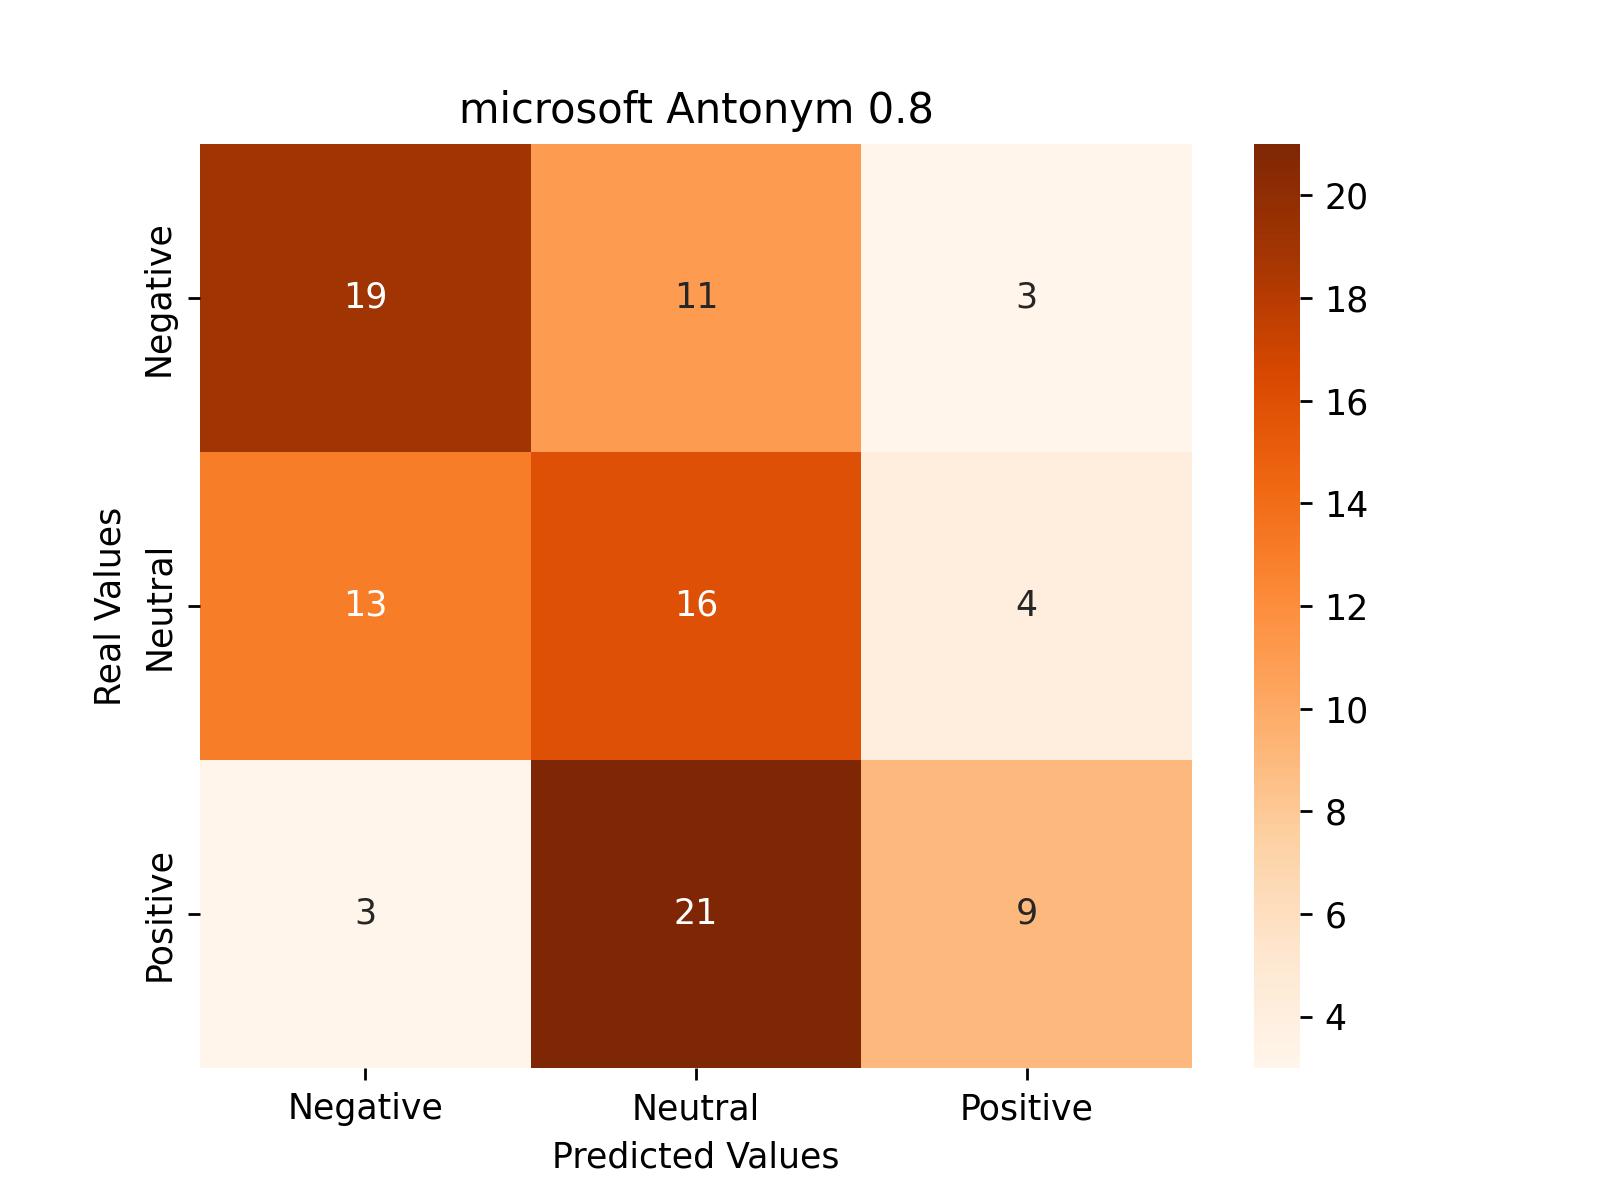 microsoft Antonym 0.8
Real Values
Negative
19
11
3
Neutral
13
16
4
Positive
3
21
9
Negative
Neutral
Positive
Predicted Values
20
18
16
14
12
10
8
6
4